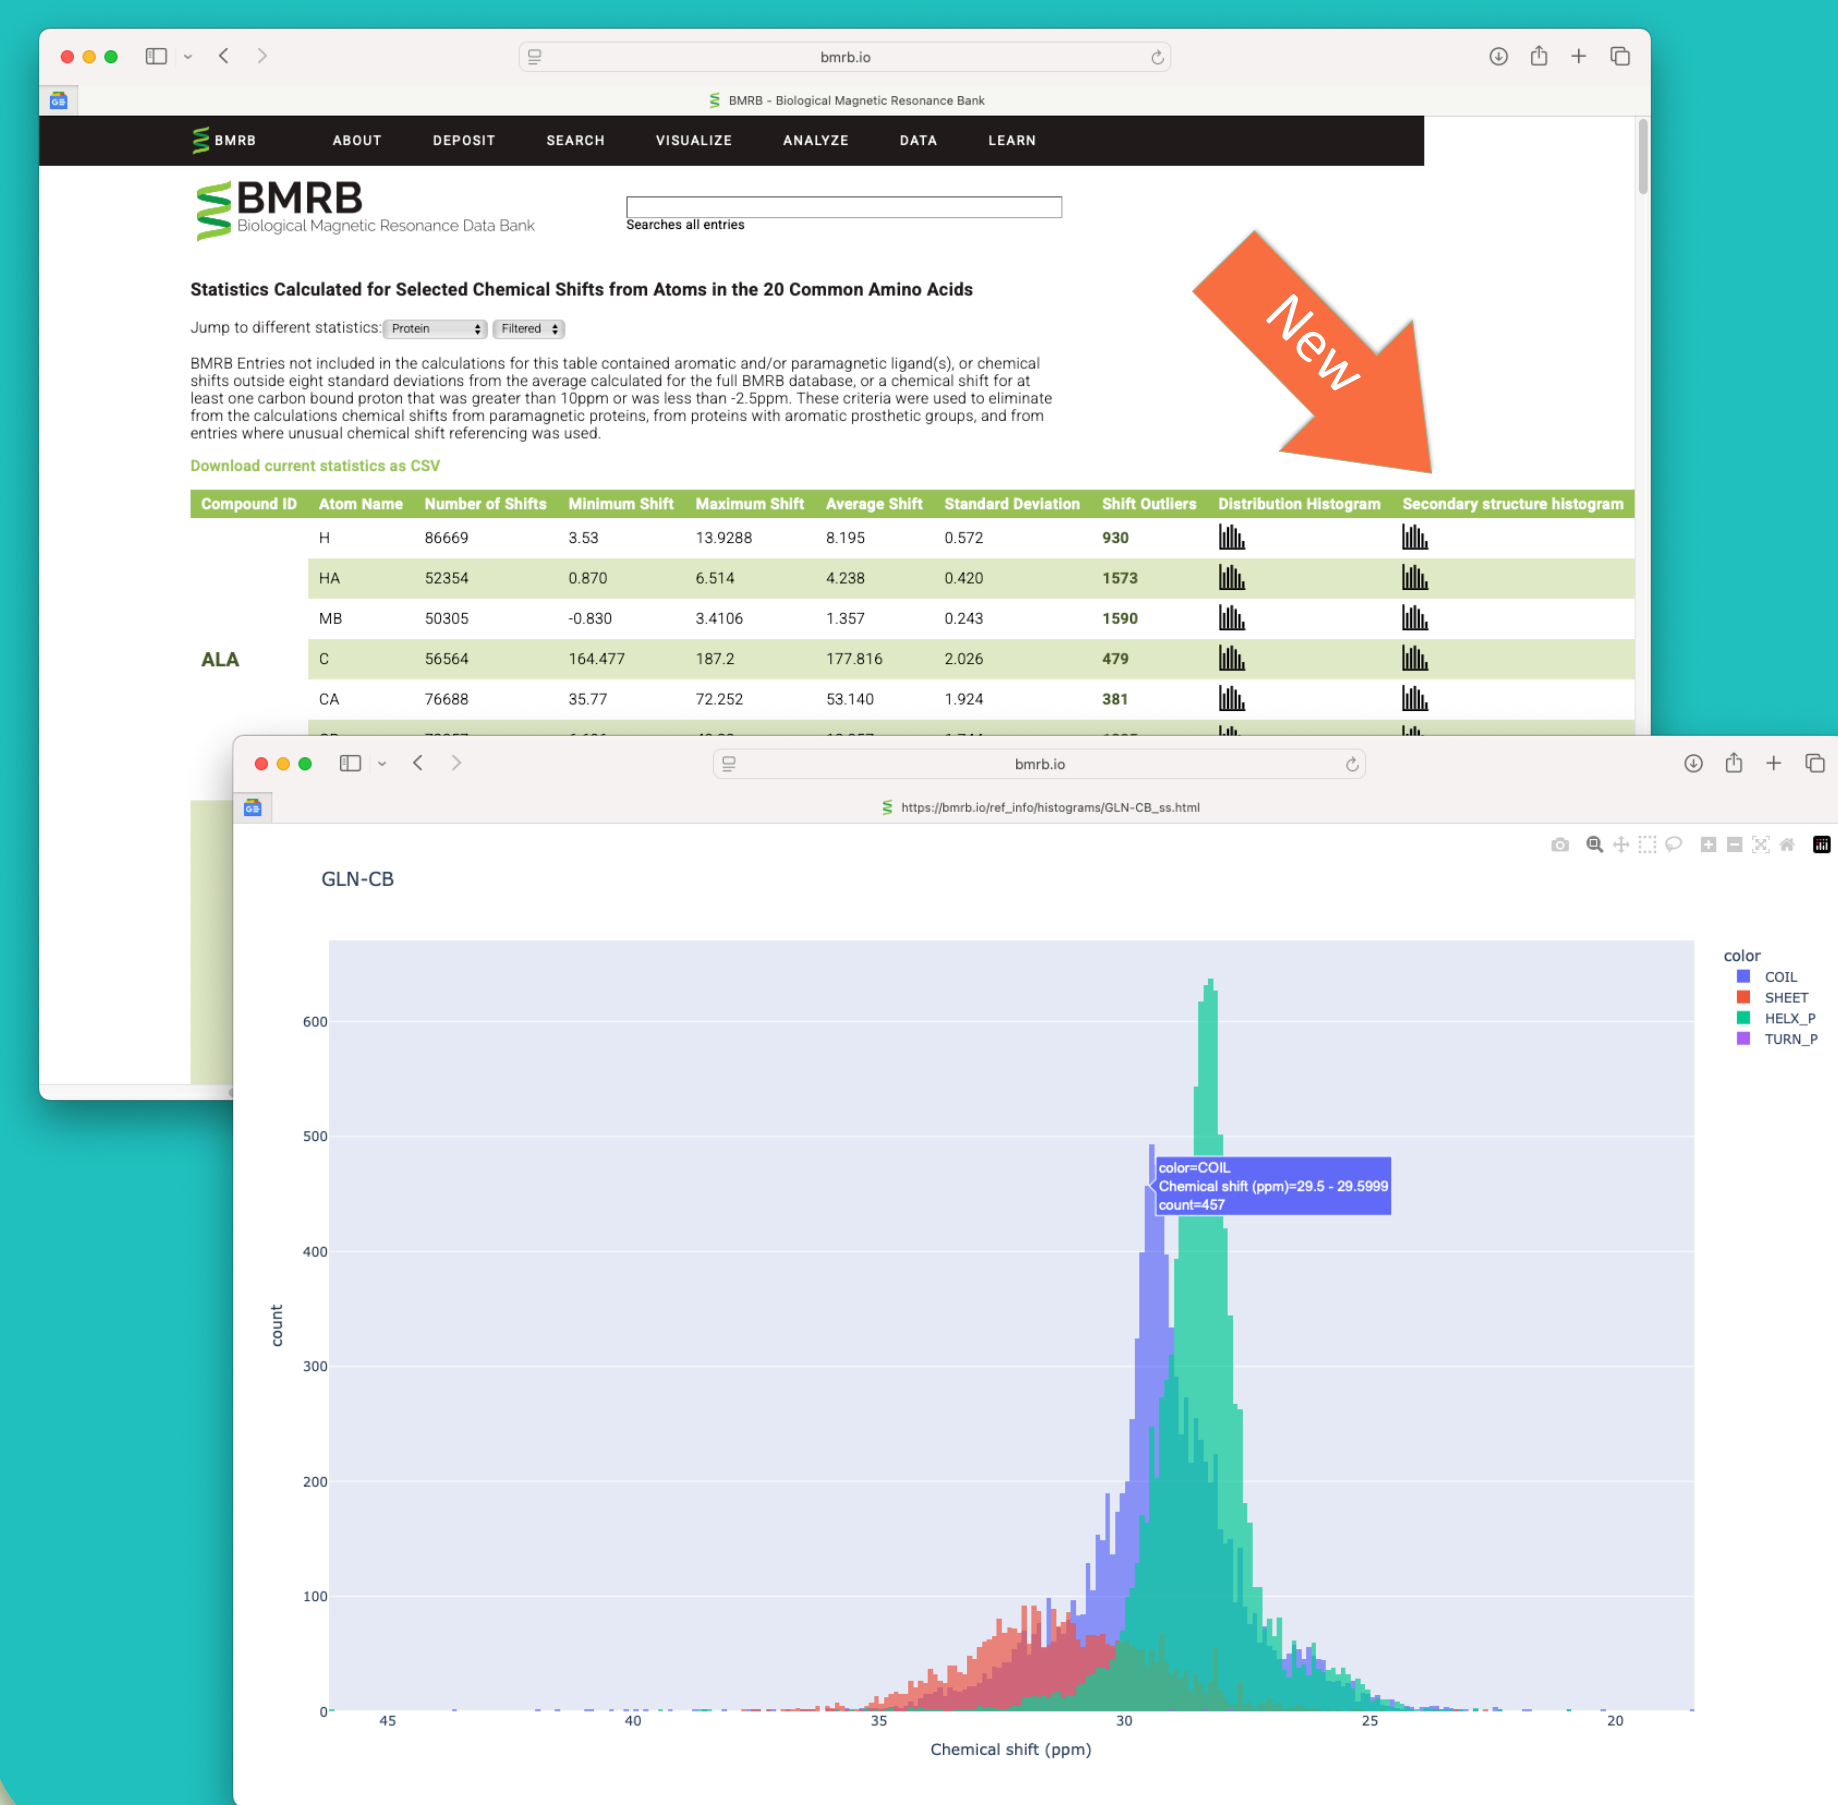 bmrb.io
BMRB - Biological Magnetic Resonance Bank
BMRB ABOUT DEPOSIT SEARCH VISUALIZE ANALYZE DATA LEARN
BMRB
Biological Magnetic Resonance Data Bank
Searches all entries
New
Statistics Calculated for Selected Chemical Shifts from Atoms in the 20 Common Amino Acids
Jump to different statistics: Protein Filtered
BMRB Entries not included in the calculations for this table contained aromatic and/or paramagnetic ligand(s), or chemical
shifts outside eight standard deviations from the average calculated for the full BMRB database, or a chemical shift for at
least one carbon bound proton that was greater than 10ppm or was less than -2.5ppm. These criteria were used to eliminate
from the calculations chemical shifts from paramagnetic proteins, from proteins with aromatic prosthetic groups, and from
entries where unusual chemical shift referencing was used.
Download current statistics as CSV
Compound ID Atom Name Number of Shifts Minimum Shift Maximum Shift Average Shift Standard Deviation Shift Outliers Distribution Histogram Secondary structure histogram
H 86669 3.53 13.9288 8.195 0.572 930
HA 52354 0.870 6.514 4.238 0.420 1573
MB 50305 -0.830 3.4106 1.357 0.243 1590
ALA C 56564 164.477 187.2 177.816 2.026 479
CA 76688 35.77 72.252 53.140 1.924 381
bmrb.io
https://bmrb.io/ref_info/histograms/GLN-CB_ss.html
GLN-CB
color
COIL
SHEET
HELX_P
TURN_P
600
500
color=COIL
Chemical shift (ppm)=29.5 - 29.5999
count=457
400
count
300
200
100
0
45 40 35 30 25 20
Chemical shift (ppm)